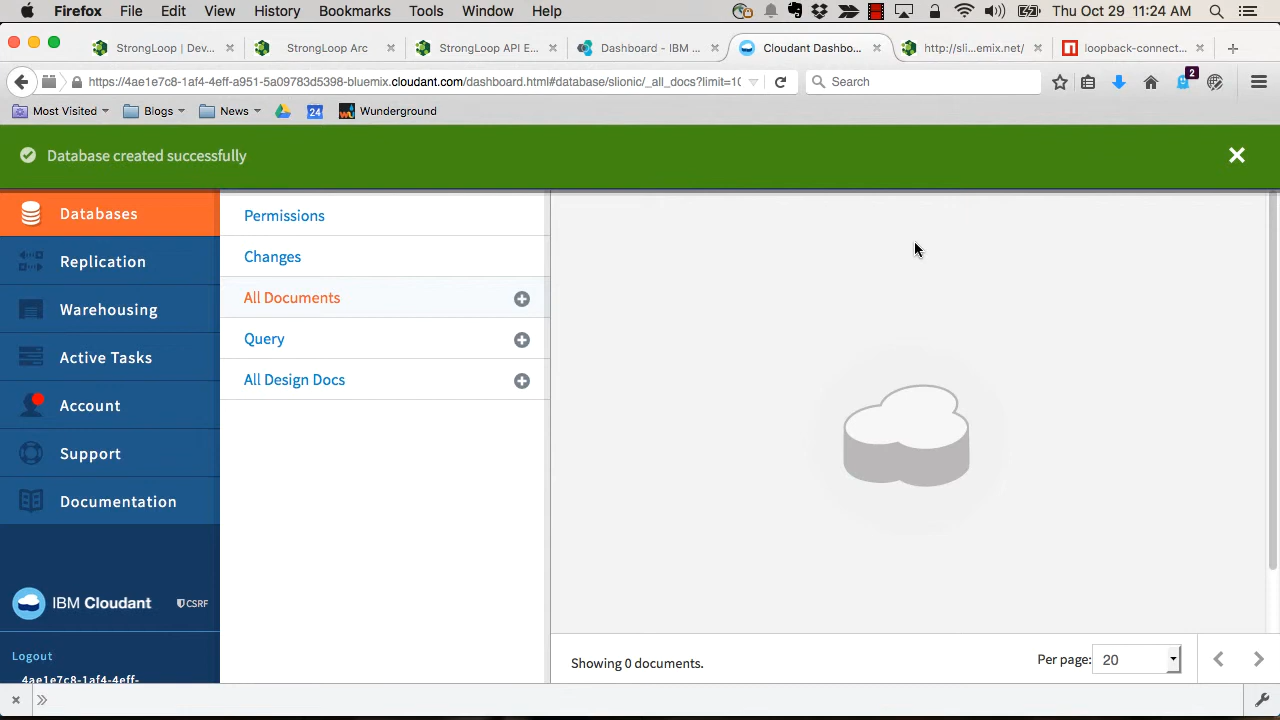 Firefox File Edit View History Bookmarks Tools Window Help Thu Oct 29 11:24 AM
StrongLoop | Dev... StrongLoop Arc StrongLoop API E... Dashboard - IBM ... Cloudant Dashbo... http://sli...emix.net/ loopback-connect...
https://4ae1e7c8-1af4-4eff-a951-5a09783d5398-bluemix.cloudant.com/dashboard.html#database/slionic/_all_docs?limit=10 Search 2
Most Visited Blogs News 24 Wunderground
Database created successfully
Databases
Replication
Warehousing
Active Tasks
Account
Support
Documentation
IBM Cloudant CSRF
Logout
4ae1e7c8-1af4-4eff-
Permissions
Changes
All Documents
Query
All Design Docs
Showing 0 documents. Per page: 20